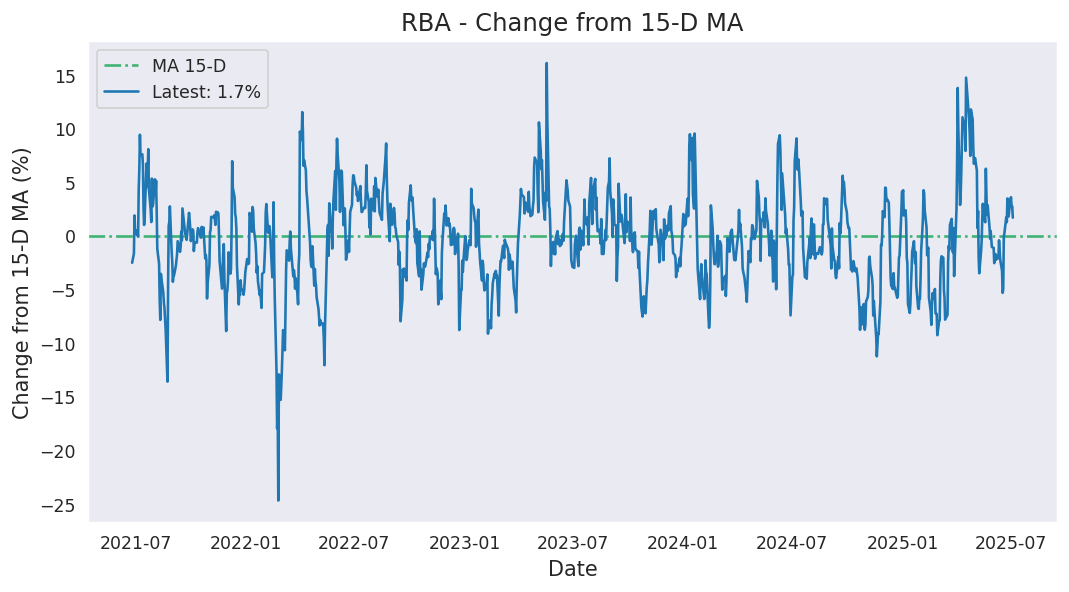 RBA - Change from 15-D MA
MA 15-D
Latest: 1.7%
Change from 15-D MA (%)
15
10
5
0
−5
−10
−15
−20
−25
2021-07 2022-01 2022-07 2023-01 2023-07 2024-01 2024-07 2025-01 2025-07
Date